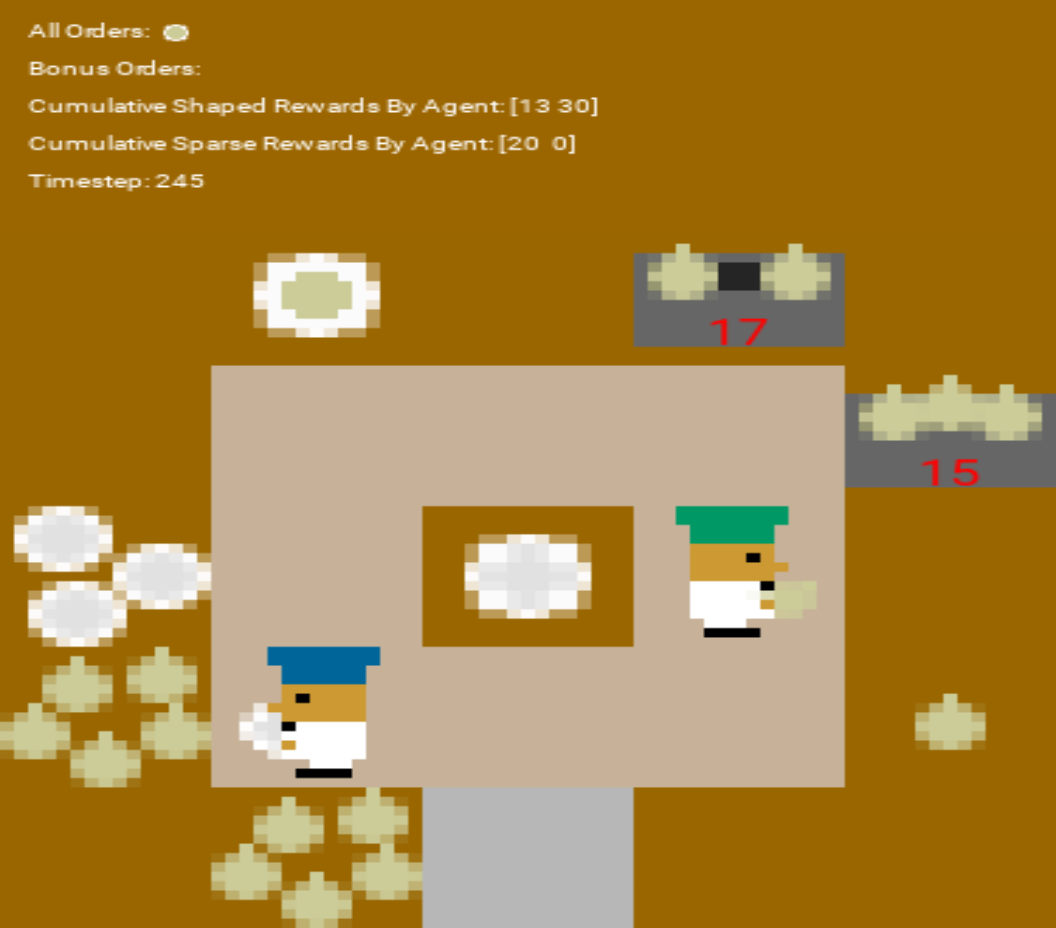 All Orders:
Bonus Orders:
Cumulative Shaped Rewards By Agent: [13 30]
Cumulative Sparse Rewards By Agent: [20  0]
Timestep: 245
17
15